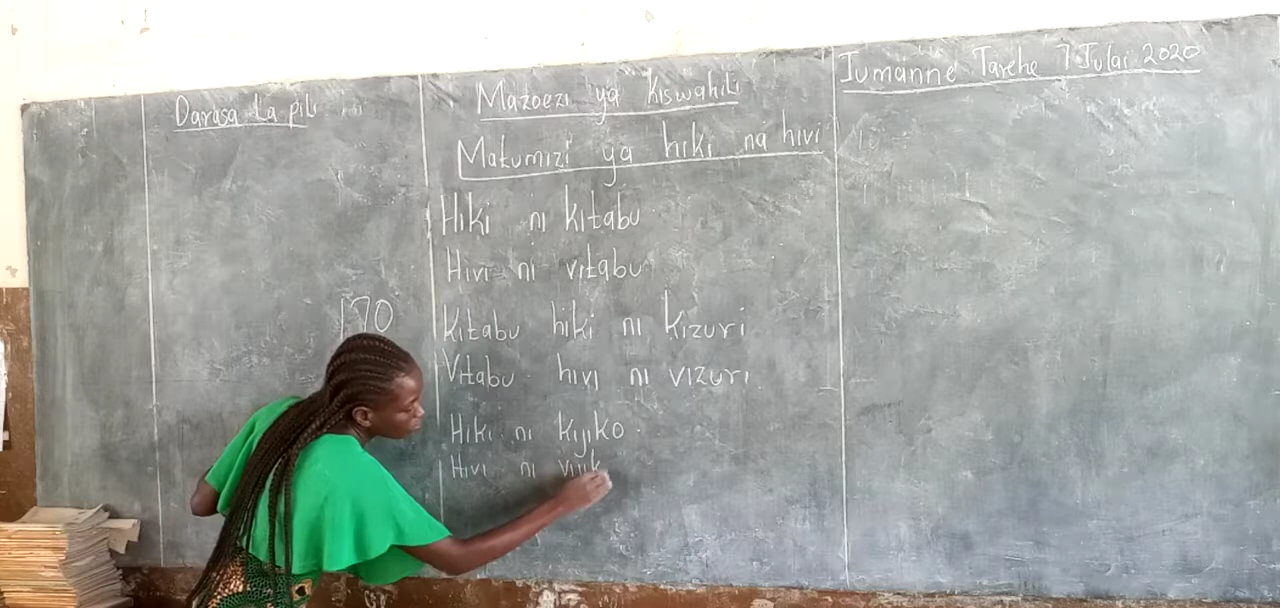 Darasa La pili
Mazoezi ya Kiswahili
Jumanne Tarehe 7 Julai 2020
Matumizi ya hiki na hivi
Hiki ni kitabu
Hivi ni vitabu
Kitabu hiki ni kizuri
Vitabu hivi ni vizuri.
Hiki ni Kijiko.
Hivi ni vijik
170